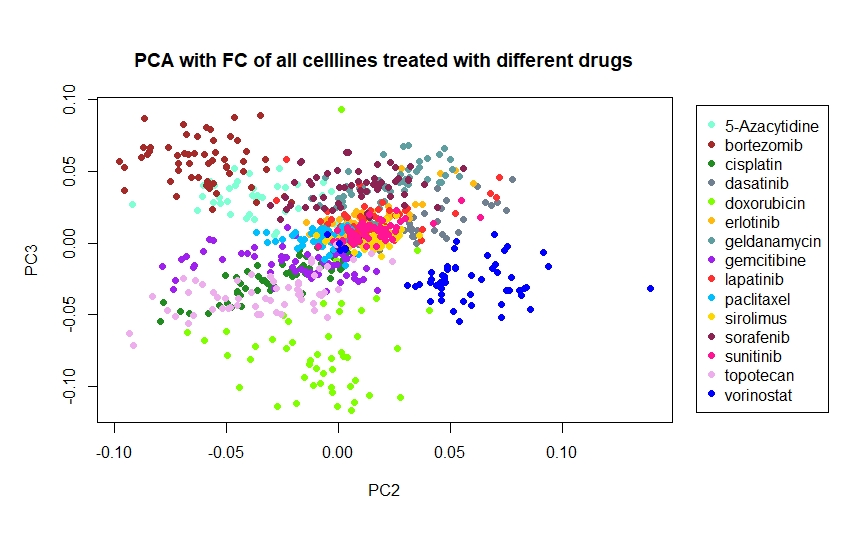 PCA with FC of all celllines treated with different drugs
PC3
0.10
0.05
0.00
-0.05
-0.10
-0.10
-0.05
0.00
0.05
0.10
PC2
5-Azacytidine
bortezomib
cisplatin
dasatinib
doxorubicin
erlotinib
geldanamycin
gemcitibine
lapatinib
paclitaxel
sirolimus
sorafenib
sunitinib
topotecan
vorinostat